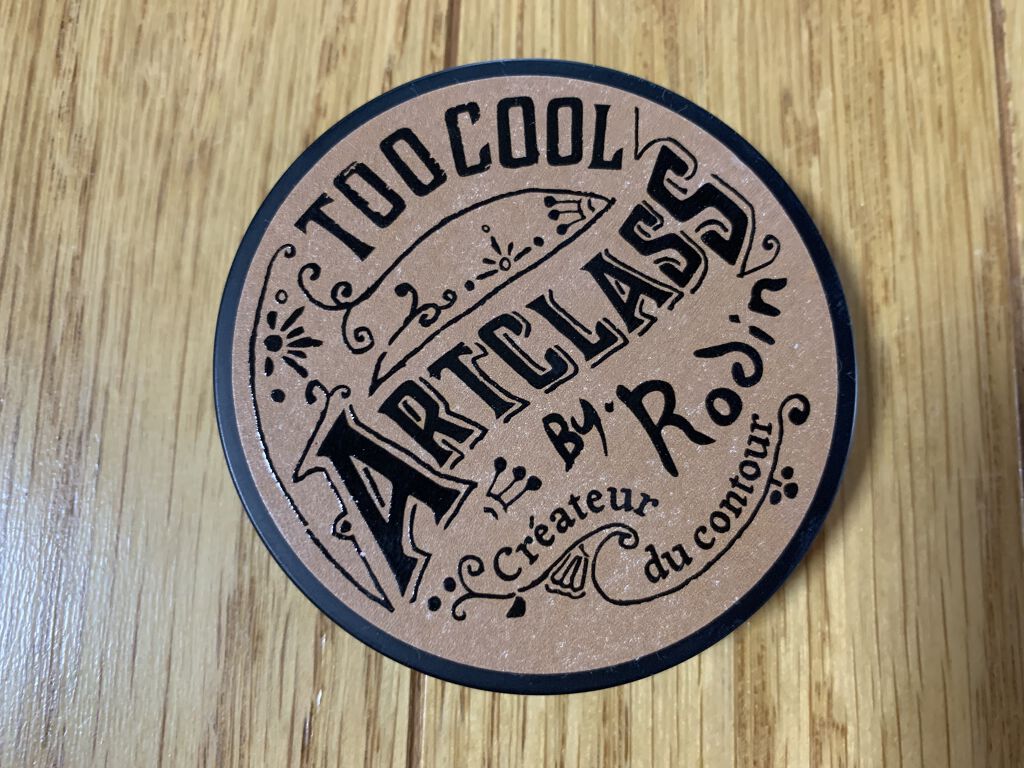 TOO COOL
ARTCLASS
By. Rodin
Créateur
du contour